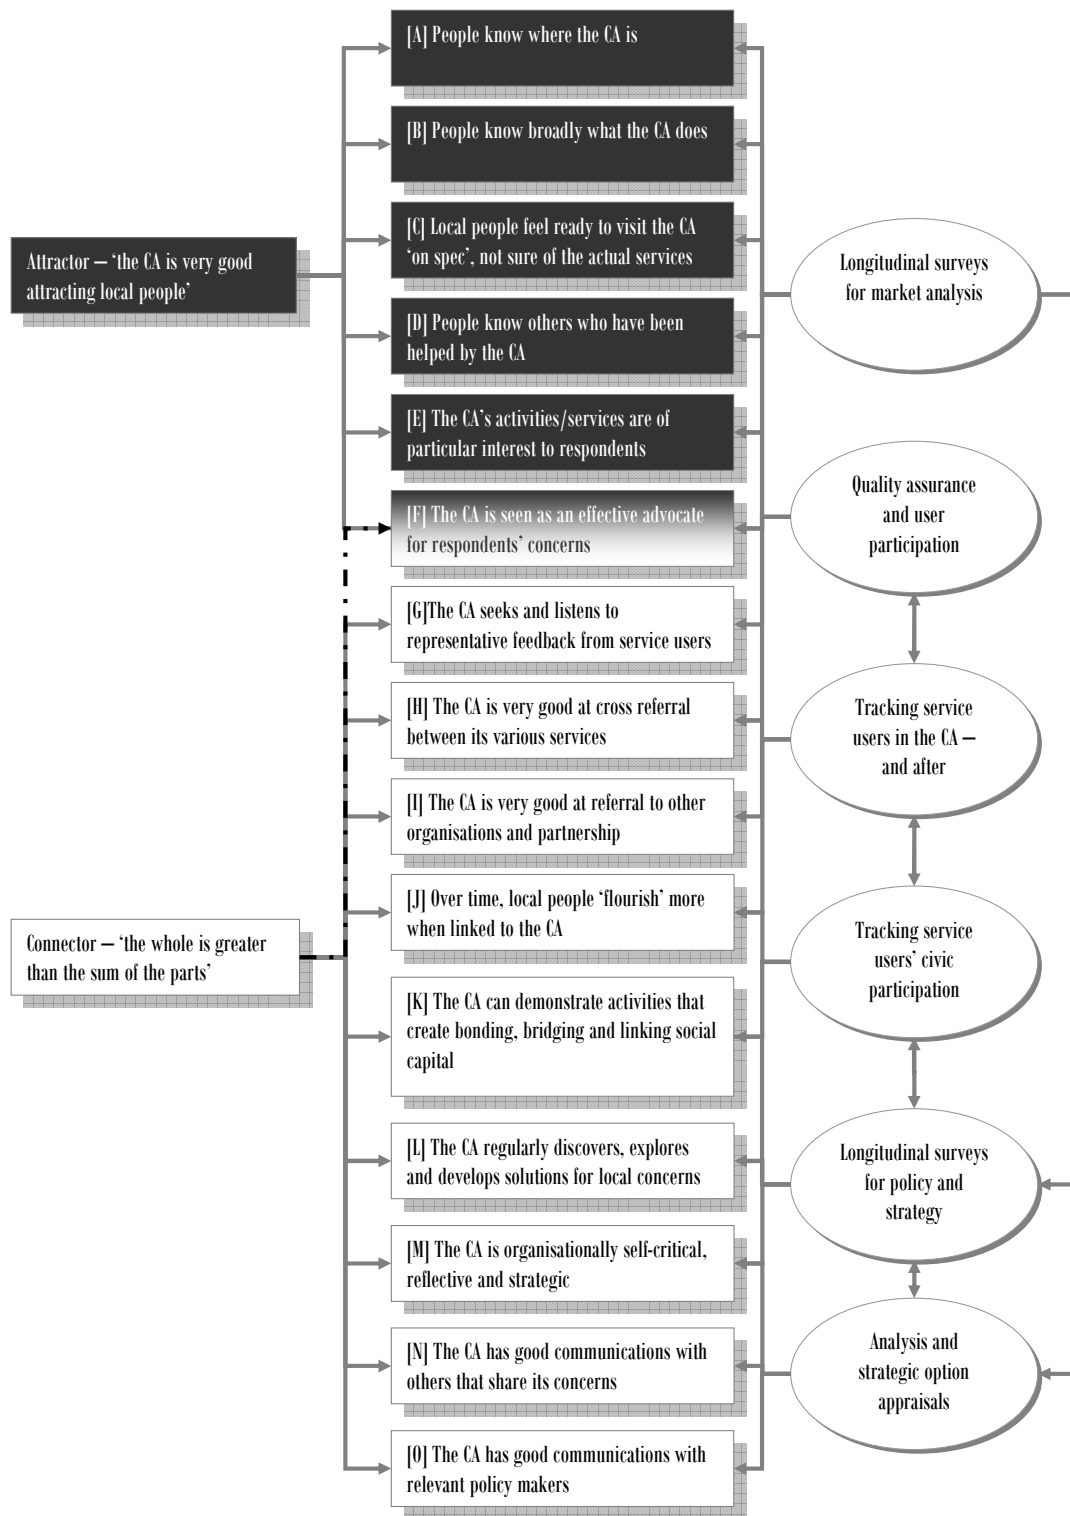 Attractor – ‘the CA is very good
attracting local people’
Connector – ‘the whole is greater
than the sum of the parts’
[A] People know where the CA is
[B] People know broadly what the CA does
[C] Local people feel ready to visit the CA
‘on spec’, not sure of the actual services
[D] People know others who have been
helped by the CA
[E] The CA’s activities/services are of
particular interest to respondents
[F] The CA is seen as an effective advocate
for respondents’ concerns
[G]The CA seeks and listens to
representative feedback from service users
[H] The CA is very good at cross referral
between its various services
[I] The CA is very good at referral to other
organisations and partnership
[J] Over time, local people ‘flourish’ more
when linked to the CA
[K] The CA can demonstrate activities that
create bonding, bridging and linking social
capital
[L] The CA regularly discovers, explores
and develops solutions for local concerns
[M] The CA is organisationally self-critical,
reflective and strategic
[N] The CA has good communications with
others that share its concerns
[O] The CA has good communications with
relevant policy makers
Longitudinal surveys
for market analysis
Quality assurance
and user
participation
Tracking service
users in the CA –
and after
Tracking service
users’ civic
participation
Longitudinal surveys
for policy and
strategy
Analysis and
strategic option
appraisals